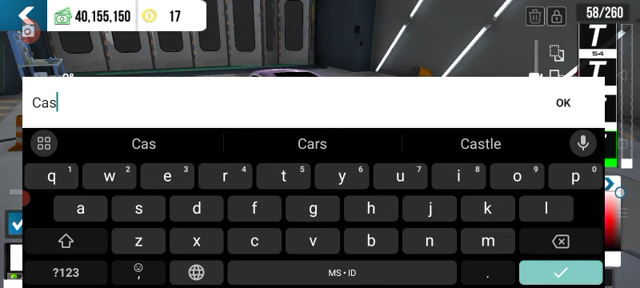 40,155,150 17 58/260
T
S4
T
Cas OK
Cas Cars Castle
q 1 w 2 e 3 r 4 t 5 y 6 u 7 i 8 o 9 p 0
a s d f g h j k l
z x c v b n m
?123 , MS • ID .